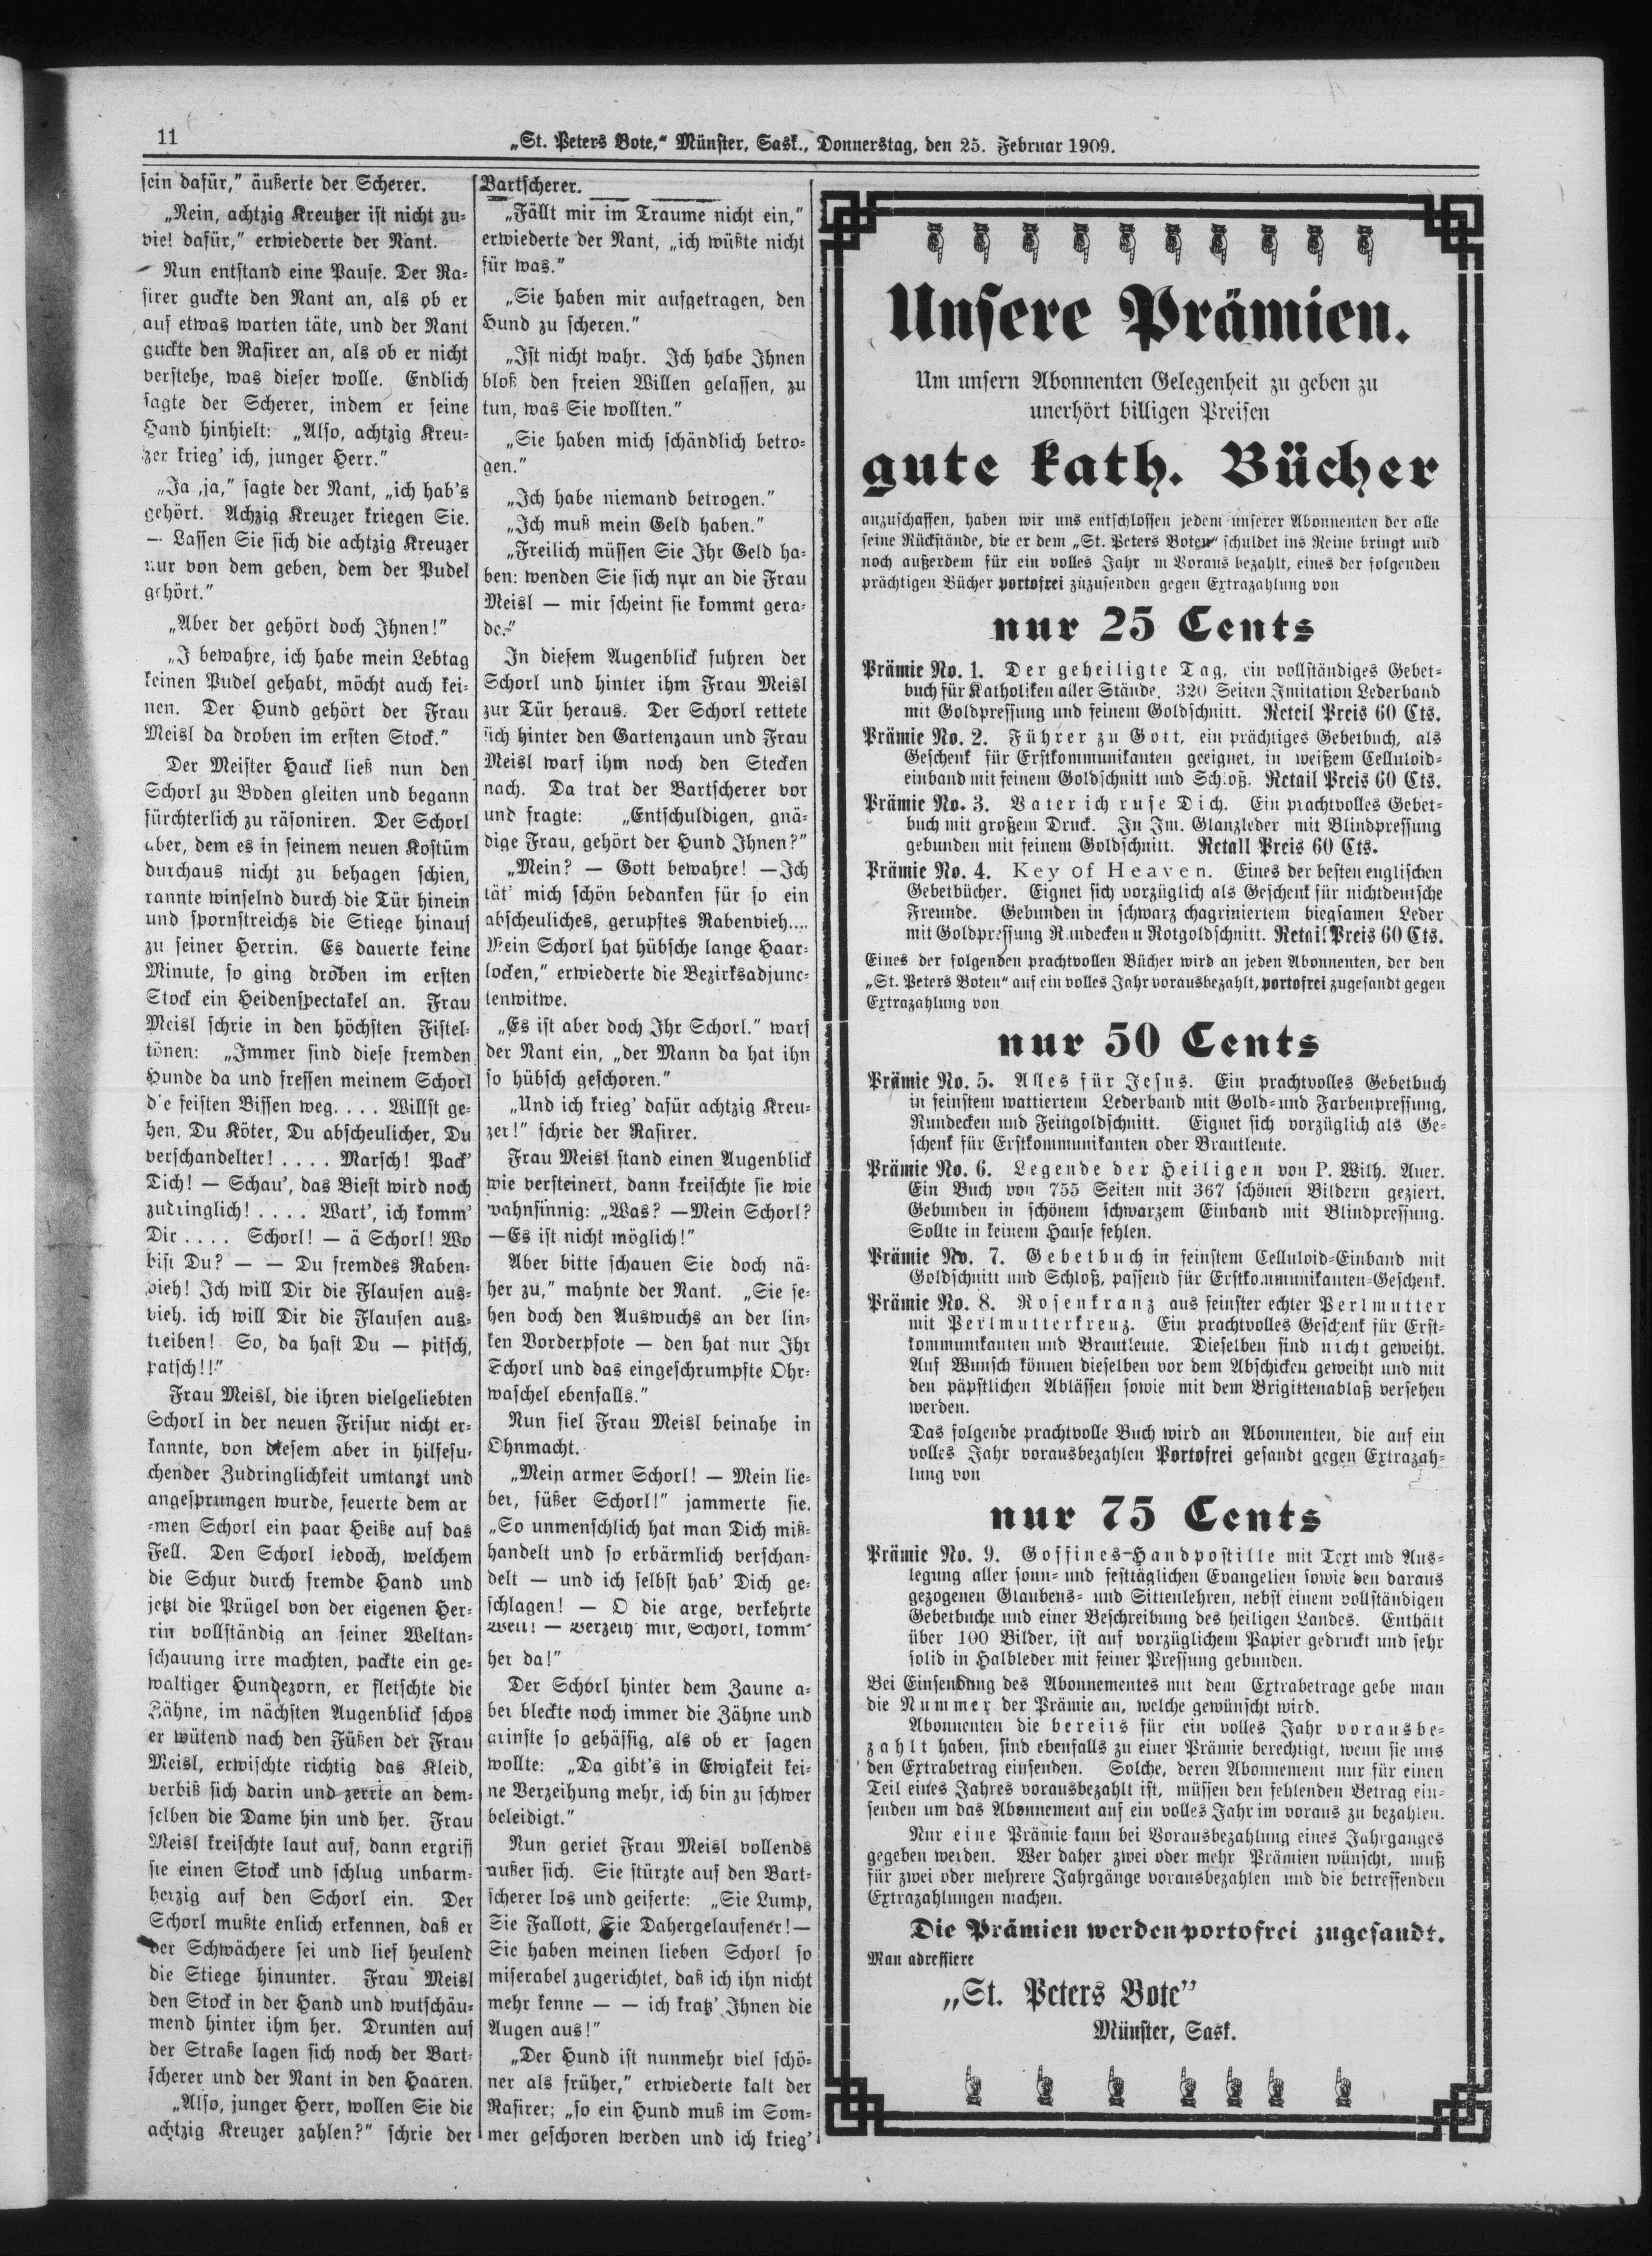 11
„St. Peters Bote,“ Münster, Sask., Donnerstag, den 25. Februar 1909.
sein dafür,“ äußerte der Scherer.
„Nein, achtzig Kreutzer ist nicht zu-
viel dafür,“ erwiederte der Nant.
Nun entstand eine Pause. Der Ra-
sirer guckte den Nant an, als ob er
auf etwas warten täte, und der Nant
guckte den Rasirer an, als ob er nicht
verstehe, was dieser wolle. Endlich
sagte der Scherer, indem er seine
Hand hinhielt: „Also, achtzig Kreu-
zer krieg’ ich, junger Herr.“
„Ja ,ja,“ sagte der Nant, „ich hab’s
gehört. Achzig Kreuzer kriegen Sie.
— Lassen Sie sich die achtzig Kreuzer
nur von dem geben, dem der Pudel
gehört.“
„Aber der gehört doch Ihnen!“
„I bewahre, ich habe mein Lebtag
keinen Pudel gehabt, möcht auch kei-
nen. Der Hund gehört der Frau
Meisl da droben im ersten Stock.“
Der Meister Hauck ließ nun den
Schorl zu Boden gleiten und begann
fürchterlich zu räsoniren. Der Schorl
aber, dem es in seinem neuen Kostüm
durchaus nicht zu behagen schien,
rannte winselnd durch die Tür hinein
und spornstreichs die Stiege hinauf
zu seiner Herrin. Es dauerte keine
Minute, so ging droben im ersten
Stock ein Heidenspectakel an. Frau
Meisl schrie in den höchsten Fistel-
tönen: „Immer sind diese fremden
Hunde da und fressen meinem Schorl
die feisten Bissen weg. . . . Willst ge-
hen, Du Köter, Du abscheulicher, Du
verschandelter! . . . . Marsch! Pack’
Dich! — Schau’, das Biest wird noch
zudringlich! . . . . Wart’, ich komm’
Dir . . . . Schorl! — ä Schorl! Wo
bist Du? — — Du fremdes Raben-
vieh! Ich will Dir die Flausen aus-
vieh. ich will Dir die Flausen aus-
treiben! So, da hast Du — pitsch,
patsch!!“
Frau Meisl, die ihren vielgeliebten
Schorl in der neuen Frisur nicht er-
kannte, von diesem aber in hilfesu-
chender Zudringlichkeit umtanzt und
angesprungen wurde, feuerte dem ar
-men Schorl ein paar Heiße auf das
Fell. Den Schorl jedoch, welchem
die Schur durch fremde Hand und
jetzt die Prügel von der eigenen Her-
rin vollständig an seiner Weltan-
schauung irre machten, packte ein ge-
waltiger Hundezorn, er fletschte die
Zähne, im nächsten Augenblick schos
er wütend nach den Füßen der Frau
Meisl, erwischte richtig das Kleid,
verbiß sich darin und zerrte an dem-
selben die Dame hin und her. Frau
Meisl kreischte laut auf, dann ergriff
sie einen Stock und schlug unbarm-
herzig auf den Schorl ein. Der
Schorl mußte enlich erkennen, daß er
der Schwächere sei und lief heulend
die Stiege hinunter. Frau Meisl
den Stock in der Hand und wutschäu-
mend hinter ihm her. Drunten auf
der Straße lagen sich noch der Bart-
scherer und der Nant in den Haaren.
„Also, junger Herr, wollen Sie die
achtzig Kreuzer zahlen?“ schrie der
Bartscherer.
„Fällt mir im Traume nicht ein,“
erwiederte der Nant, „ich wüßte nicht
für was.“
„Sie haben mir aufgetragen, den
Hund zu scheren.“
„Ist nicht wahr. Ich habe Ihnen
bloß den freien Willen gelassen, zu
tun, was Sie wollten.“
„Sie haben mich schändlich betro-
gen.“
„Ich habe niemand betrogen.“
„Ich muß mein Geld haben.“
„Freilich müssen Sie Ihr Geld ha-
ben: wenden Sie sich nur an die Frau
Meisl — mir scheint sie kommt gera-
de.“
In diesem Augenblick fuhren der
Schorl und hinter ihm Frau Meisl
zur Tür heraus. Der Schorl rettete
sich hinter den Gartenzaun und Frau
Meisl warf ihm noch den Stecken
nach. Da trat der Bartscherer vor
und fragte: „Entschuldigen, gnä-
dige Frau, gehört der Hund Ihnen?“
„Mein? — Gott bewahre! —Ich
tät’ mich schön bedanken für so ein
abscheuliches, gerupftes Rabenvieh....
Mein Schorl hat hübsche lange Haar-
locken,“ erwiederte die Bezirksadjunc-
tenwitwe.
„Es ist aber doch Ihr Schorl.“ warf
der Nant ein, „der Mann da hat ihn
so hübsch geschoren.“
„Und ich krieg’ dafür achtzig Kreu-
zer!“ schrie der Rasirer.
Frau Meisl stand einen Augenblick
wie versteinert, dann kreischte sie wie
wahnsinnig: „Was? —Mein Schorl?
—Es ist nicht möglich!“
Aber bitte schauen Sie doch nä-
her zu,“ mahnte der Nant. „Sie se-
hen doch den Auswuchs an der lin-
ken Vorderpfote — den hat nur Ihr
Schorl und das eingeschrumpfte Ohr-
waschel ebenfalls.“
Nun fiel Frau Meisl beinahe in
Ohnmacht.
„Mein armer Schorl! — Mein lie-
ber, süßer Schorl!“ jammerte sie.
„So unmenschlich hat man Dich miß-
handelt und so erbärmlich verschan-
delt — und ich selbst hab’ Dich ge-
schlagen! — O die arge, verkehrte
Welt! — Verzeih’ mir, Schorl, komm’
her da!“
Der Schorl hinter dem Zaune a-
ber bleckte noch immer die Zähne und
grinste so gehässig, als ob er sagen
wollte: „Da gibt’s in Ewigkeit kei-
ne Verzeihung mehr, ich bin zu schwer
beleidigt.“
Nun geriet Frau Meisl vollends
außer sich. Sie stürzte auf den Bart-
scherer los und geiferte: „Sie Lump,
Sie Fallott, Sie Dahergelaufener!—
Sie haben meinen lieben Schorl so
miserabel zugerichtet, daß ich ihn nicht
mehr kenne — — ich kratz’ Ihnen die
Augen aus!“
„Der Hund ist nunmehr viel schö-
ner als früher,“ erwiederte kalt der
Rasirer; „so ein Hund muß im Som-
mer geschoren werden und ich krieg’
Unsere Prämien.
Um unsern Abonnenten Gelegenheit zu geben zu
unerhört billigen Preisen
gute kath. Bücher
anzuschaffen, haben wir uns entschlossen jedem unserer Abonnenten der alle
seine Rückstände, die er dem „St. Peters Boten“ schuldet ins Reine bringt und
noch außerdem für ein volles Jahr in Voraus bezahlt, eines der folgenden
prächtigen Bücher portofrei zuzusenden gegen Extrazahlung von
nur 25 Cents
Prämie No. 1. Der geheiligte Tag, ein vollständiges Gebet-
buch für Katholiken aller Stände. 320 Seiten Imitation Lederband
mit Goldpressung und feinem Goldschnitt. Reteil Preis 60 Cts.
Prämie No. 2. Führer zu Gott, ein prächtiges Gebetbuch, als
Geschenk für Erstkommunikanten geeignet, in weißem Celluloid-
einband mit feinem Goldschnitt und Schloß. Retail Preis 60 Cts.
Prämie No. 3. Vater ich rufe Dich. Ein prachtvolles Gebet-
buch mit großem Druck. In Im. Glanzleder mit Blindpressung
gebunden mit feinem Goldschnitt. Retail Preis 60 Cts.
Prämie No. 4. Key of Heaven. Eines der besten englischen
Gebetbücher. Eignet sich vorzüglich als Geschenk für nichtdeutsche
Freunde. Gebunden in schwarz chagriniertem biegsamen Leder
mit Goldpressung Rundecken u Rotgoldschnitt. Retail Preis 60 Cts.
Eines der folgenden prachtvollen Bücher wird an jeden Abonnenten, der den
„St. Peters Boten“ auf ein volles Jahr vorausbezahlt, portofrei zugesandt gegen
Extrazahlung von
nur 50 Cents
Prämie No. 5. Alles für Jesus. Ein prachtvolles Gebetbuch
in feinstem wattiertem Lederband mit Gold- und Farbenpressung,
Rundecken und Feingoldschnitt. Eignet sich vorzüglich als Ge-
schenk für Erstkommunikanten oder Brautleute.
Prämie No. 6. Legende der Heiligen von P. Wilh. Auer.
Ein Buch von 755 Seiten mit 367 schönen Bildern geziert.
Gebunden in schönem schwarzem Einband mit Blindpressung.
Sollte in keinem Hause fehlen.
Prämie No. 7. Gebetbuch in feinstem Celluloid-Einband mit
Goldschnitt und Schloß, passend für Erstkommunikanten-Geschenk.
Prämie No. 8. Rosenkranz aus feinster echter Perlmutter
mit Perlmutterkreuz. Ein prachtvolles Geschenk für Erst-
kommunikanten und Brautleute. Dieselben sind nicht geweiht.
Auf Wunsch können dieselben vor dem Abschicken geweiht und mit
den päpstlichen Ablässen sowie mit dem Brigittenablaß versehen
werden.
Das folgende prachtvolle Buch wird an Abonnenten, die auf ein
volles Jahr vorausbezahlen Portofrei gesandt gegen Extrazah-
lung von
nur 75 Cents
Prämie No. 9. Goffines-Handpostille mit Text und Aus-
legung aller sonn- und festtäglichen Evangelien sowie den daraus
gezogenen Glaubens- und Sittenlehren, nebst einem vollständigen
Gebetbuche und einer Beschreibung des heiligen Landes. Enthält
über 100 Bilder, ist auf vorzüglichem Papier gedruckt und sehr
solid in Halbleder mit feiner Pressung gebunden.
Bei Einsendung des Abonnementes mit dem Extrabetrage gebe man
die Nummer der Prämie an, welche gewünscht wird.
Abonnenten die bereits für ein volles Jahr vorausbe-
zahlt haben, sind ebenfalls zu einer Prämie berechtigt, wenn sie uns
den Extrabetrag einsenden. Solche, deren Abonnement nur für einen
Teil eines Jahres vorausbezahlt ist, müssen den fehlenden Betrag ein-
senden um das Abonnement auf ein volles Jahr im voraus zu bezahlen.
Nur eine Prämie kann bei Vorausbezahlung eines Jahrganges
gegeben werden. Wer daher zwei oder mehr Prämien wünscht, muß
für zwei oder mehrere Jahrgänge vorausbezahlen und die betreffenden
Extrazahlungen machen.
Die Prämien werden portofrei zugesandt.
Man adressiere
„St. Peters Bote“
Münster, Sask.